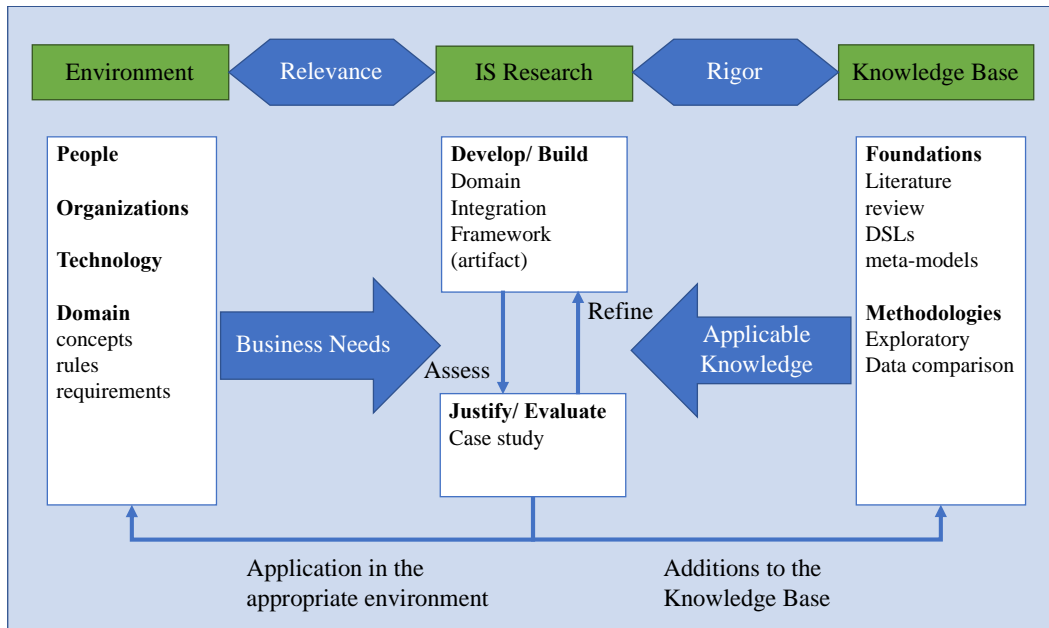 Environment
Relevance
IS Research
Rigor
Knowledge Base
People
Organizations
Technology
Domain
concepts
rules
requirements
Business Needs
Develop/ Build
Domain
Integration
Framework
(artifact)
Assess
Refine
Justify/ Evaluate
Case study
Applicable
Knowledge
Foundations
Literature
review
DSLs
meta-models
Methodologies
Exploratory
Data comparison
Application in the
appropriate environment
Additions to the
Knowledge Base